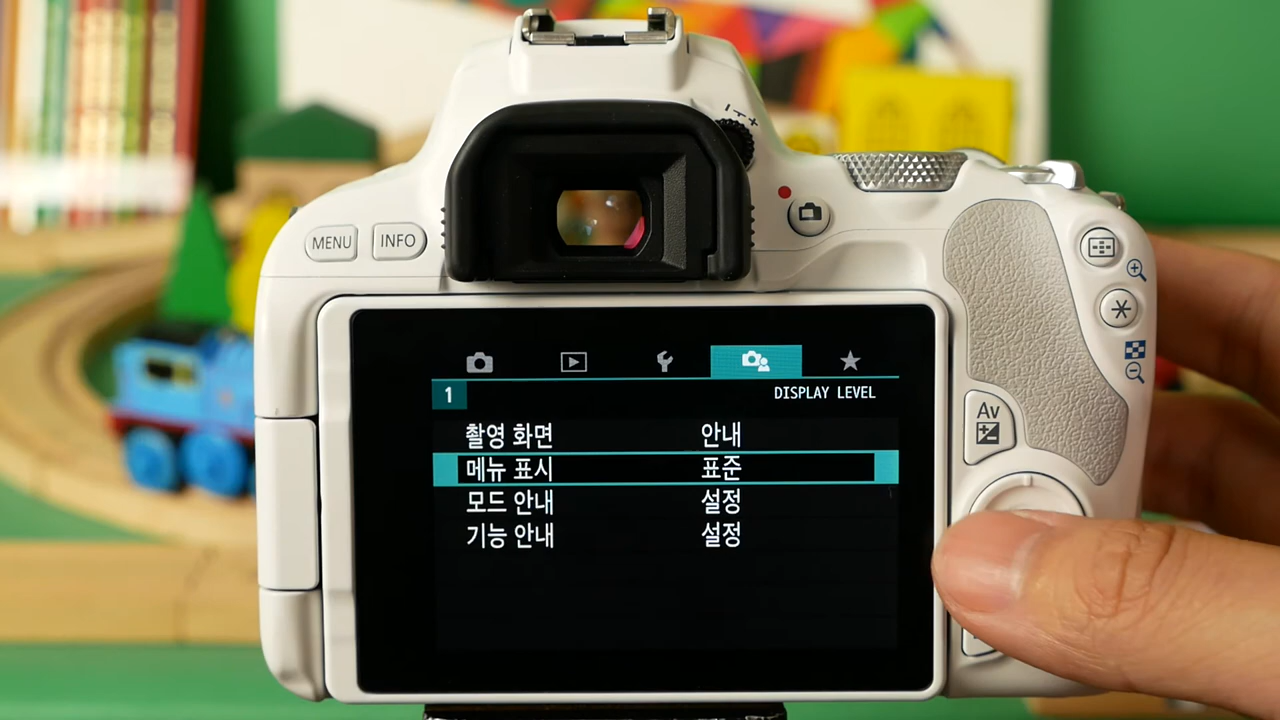 MENU INFO
1 DISPLAY LEVEL
촬영 화면 안내
메뉴 표시 표준
모드 안내 설정
기능 안내 설정
Av